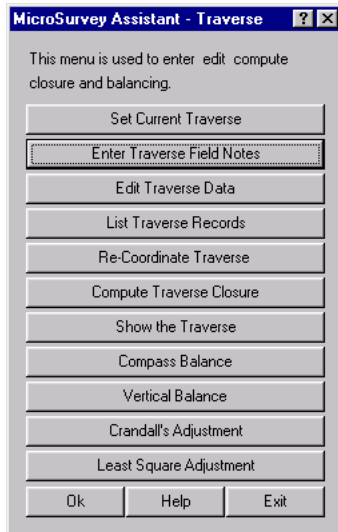 MicroSurvey Assistant - Traverse ? ×
This menu is used to enter edit compute
closure and balancing.
Set Current Traverse
Enter Traverse Field Notes
Edit Traverse Data
List Traverse Records
Re-Coordinate Traverse
Compute Traverse Closure
Show the Traverse
Compass Balance
Vertical Balance
Crandall's Adjustment
Least Square Adjustment
Ok Help Exit